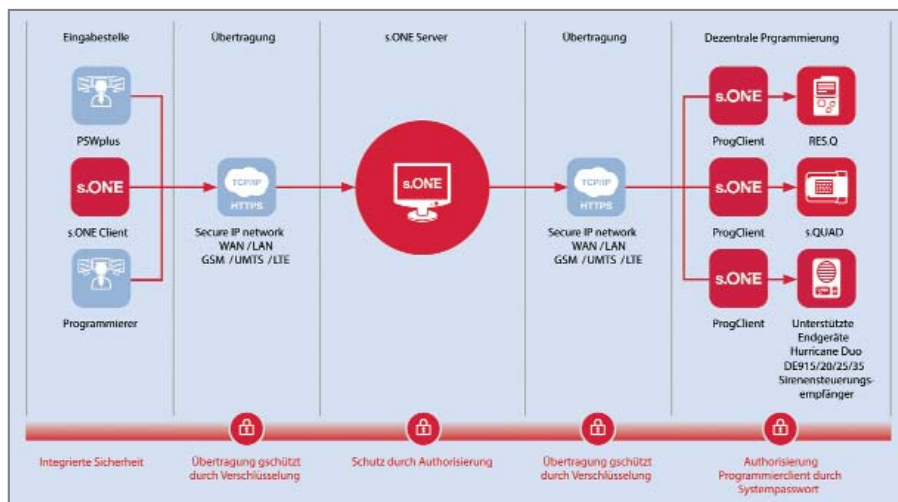 Eingabestelle
Übertragung
s.ONE Server
Übertragung
Dezentrale Prgrammierung
PSWplus
s.ONE
s.ONE Client
Programmierer
TCP/IP
HTTPS
Secure IP network
WAN /LAN
GSM /UMTS /LTE
s.ONE
TCP/IP
HTTPS
Secure IP network
WAN /LAN
GSM /UMTS /LTE
s.ONE
ProgClient
RES.Q
s.ONE
ProgClient
s.QUAD
s.ONE
ProgClient
Unterstützte
Endgeräte
Hurricane Duo
DE915/20/25/35
Sirenensteuerungs-
empfänger
Integrierte Sicherheit
Übertragung gschützt
durch Verschlüsselung
Schutz durch Authorisierung
Übertragung gschützt
durch Verschlüsselung
Authorisierung
Programmierclient durch
Systempasswort